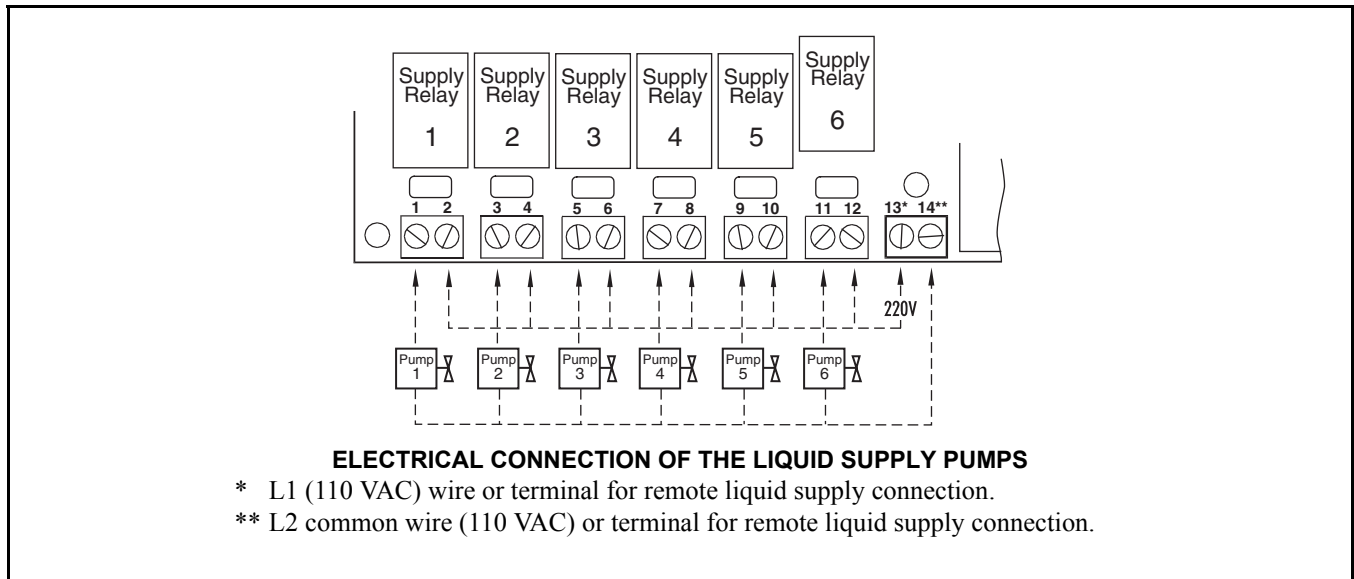 Supply Relay 1
Supply Relay 2
Supply Relay 3
Supply Relay 4
Supply Relay 5
Supply Relay 6
1 2 3 4 5 6 7 8 9 10 11 12 13* 14**
220V
Pump 1
Pump 2
Pump 3
Pump 4
Pump 5
Pump 6
ELECTRICAL CONNECTION OF THE LIQUID SUPPLY PUMPS
* L1 (110 VAC) wire or terminal for remote liquid supply connection.
** L2 common wire (110 VAC) or terminal for remote liquid supply connection.